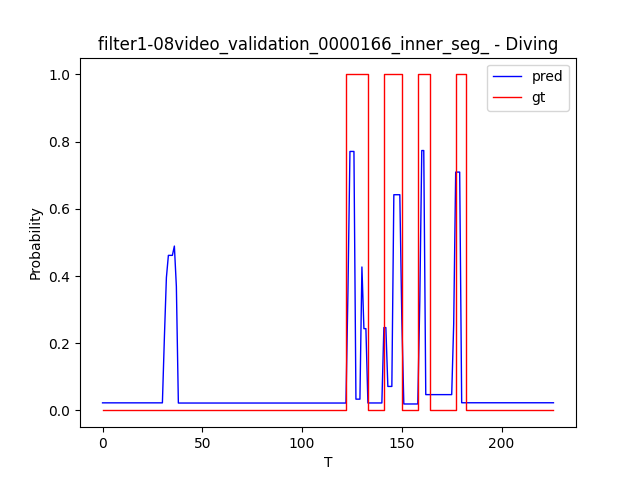 filter1-08video_validation_0000166_inner_seg_ - Diving
pred
gt
1.0
0.8
0.6
0.4
0.2
0.0
Probability
0
50
100
150
200
T